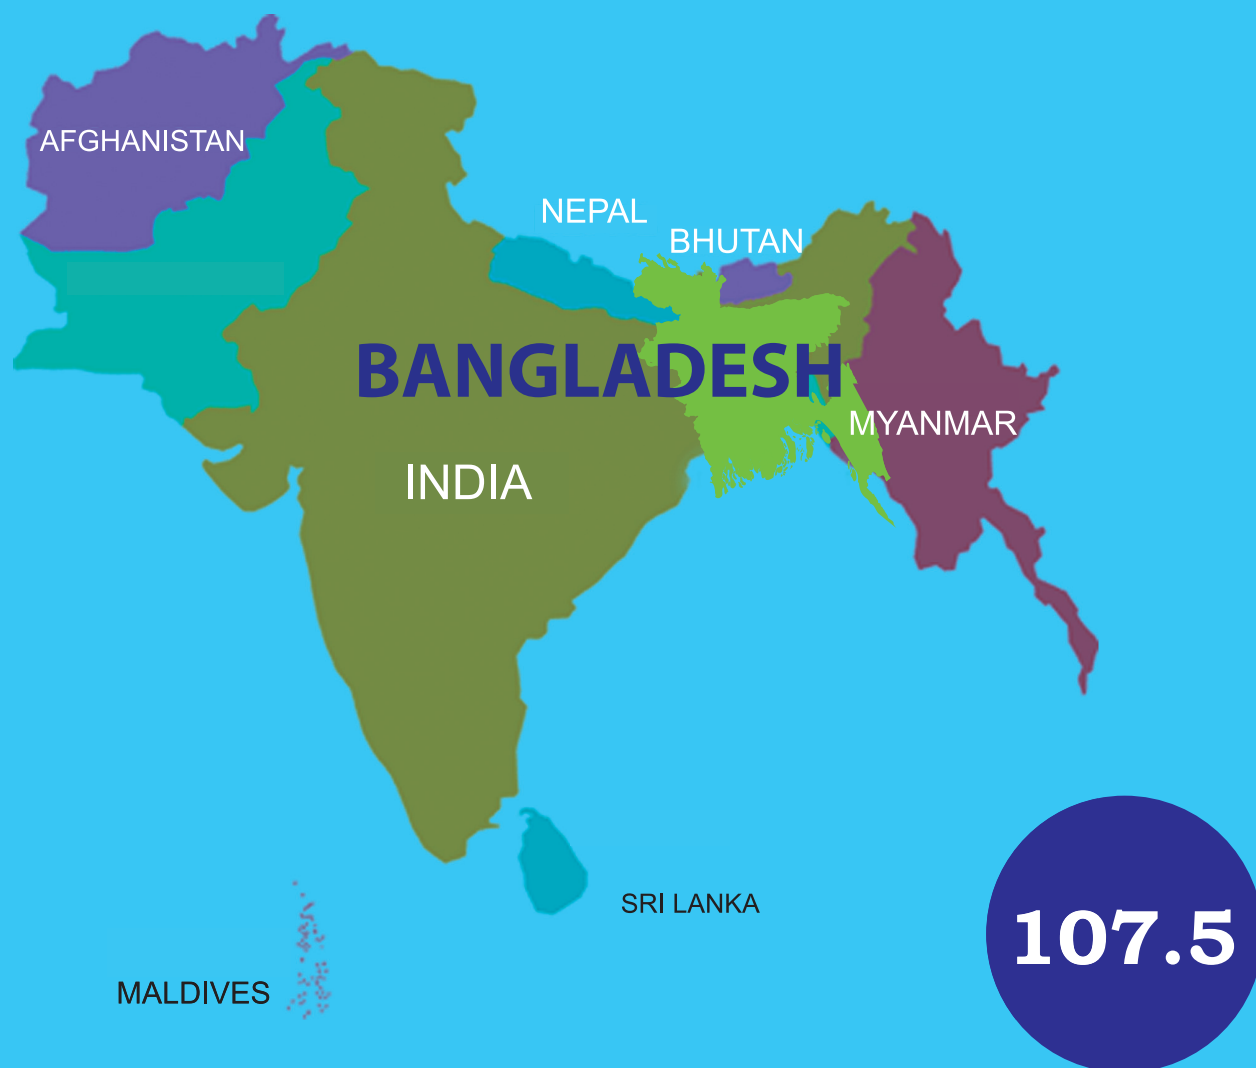 AFGHANISTAN
NEPAL
BHUTAN
BANGLADESH
MYANMAR
INDIA
SRI LANKA
107.5
MALDIVES